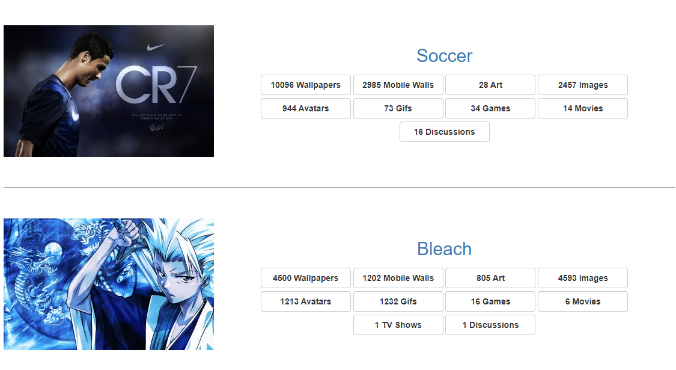 CR7
Soccer
10096 Wallpapers 2985 Mobile Walls 28 Art 2457 Images
944 Avatars 73 Gifs 34 Games 14 Movies
16 Discussions
Bleach
4500 Wallpapers 1202 Mobile Walls 805 Art 4593 Images
1213 Avatars 1232 Gifs 16 Games 6 Movies
1 TV Shows 1 Discussions